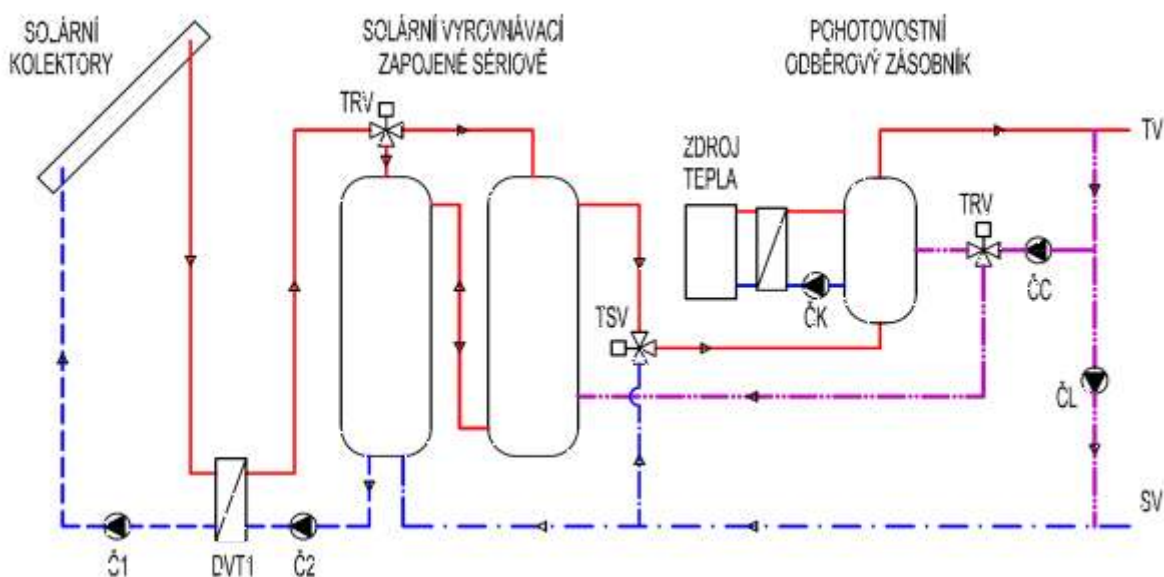 SOLÁRNÍ
KOLEKTORY
SOLÁRNÍ VYROVNÁVACÍ
ZAPOJENÉ SÉRIOVĚ
POHOTOVOSTNÍ
ODBĚROVÝ ZÁSOBNÍK
TRV
TV
ZDROJ
TEPLA
TRV
ČC
ČK
TSV
ČL
SV
Č1
DVT1
Č2